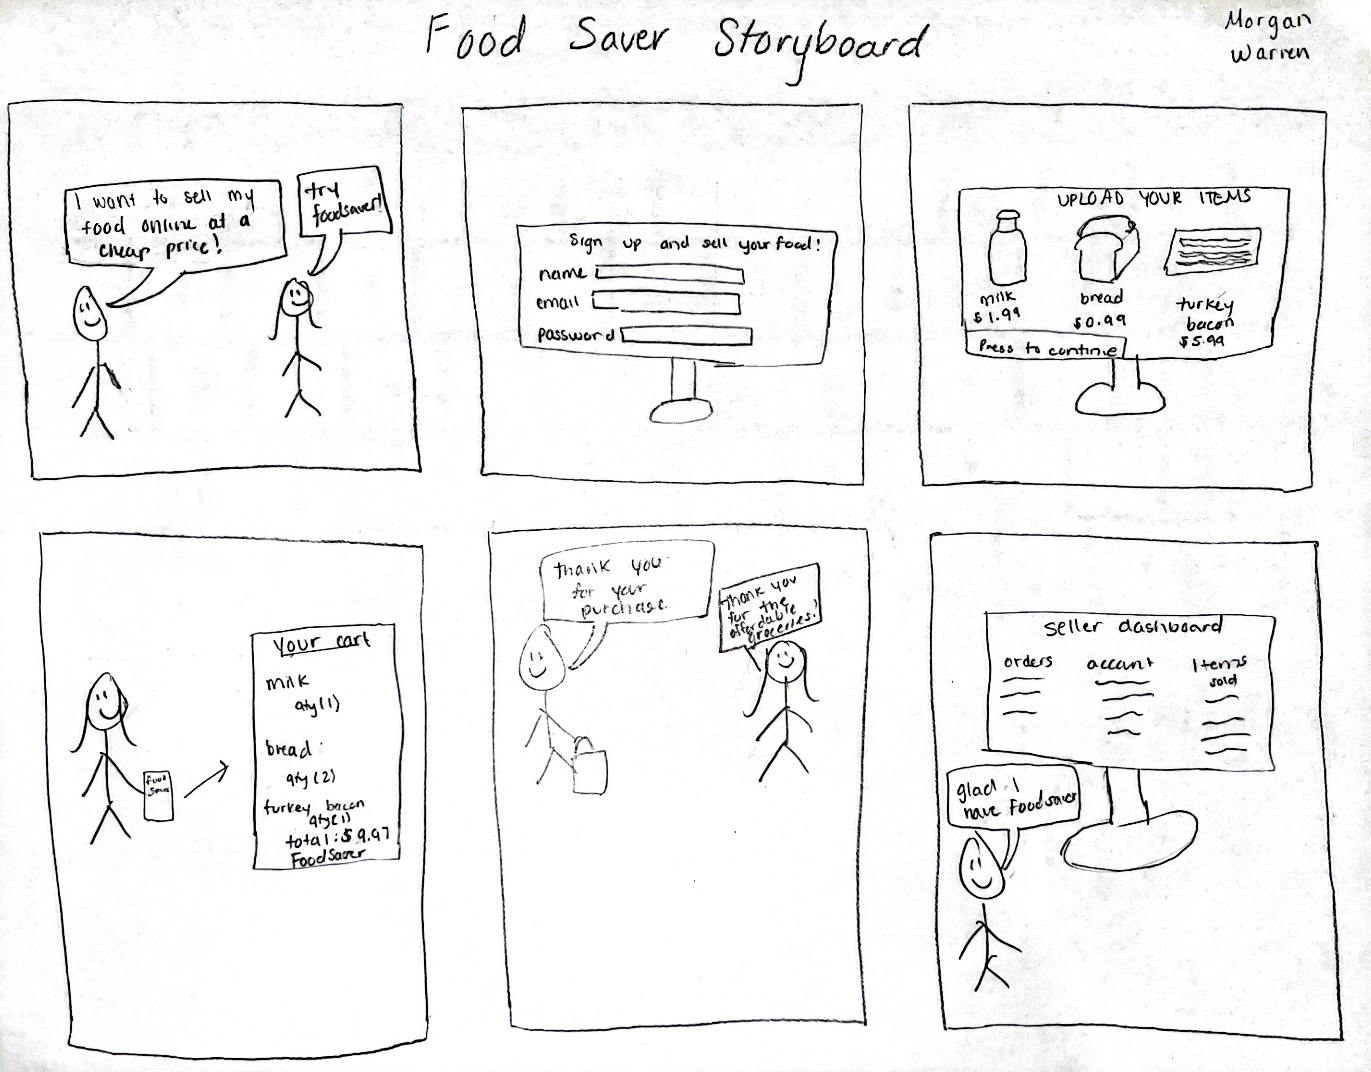 Food Saver Storyboard
Morgan
Warren
I want to sell my
food online at a
cheap price!
try
foodsaver!
Sign up and sell your food!
name
email
password
UPLOAD YOUR ITEMS
milk
$1.99
bread
$0.99
turkey
bacon
$5.99
Press to continue
food
Your cart
milk
qty(1)
bread:
qty(2)
turkey bacon
qty(1)
total:$9.97
FoodSaver
thank you
for your
purchase
Thank you
for the
affordable
groceries!
seller dashboard
orders
account
Items
sold
glad I
have Foodsaver